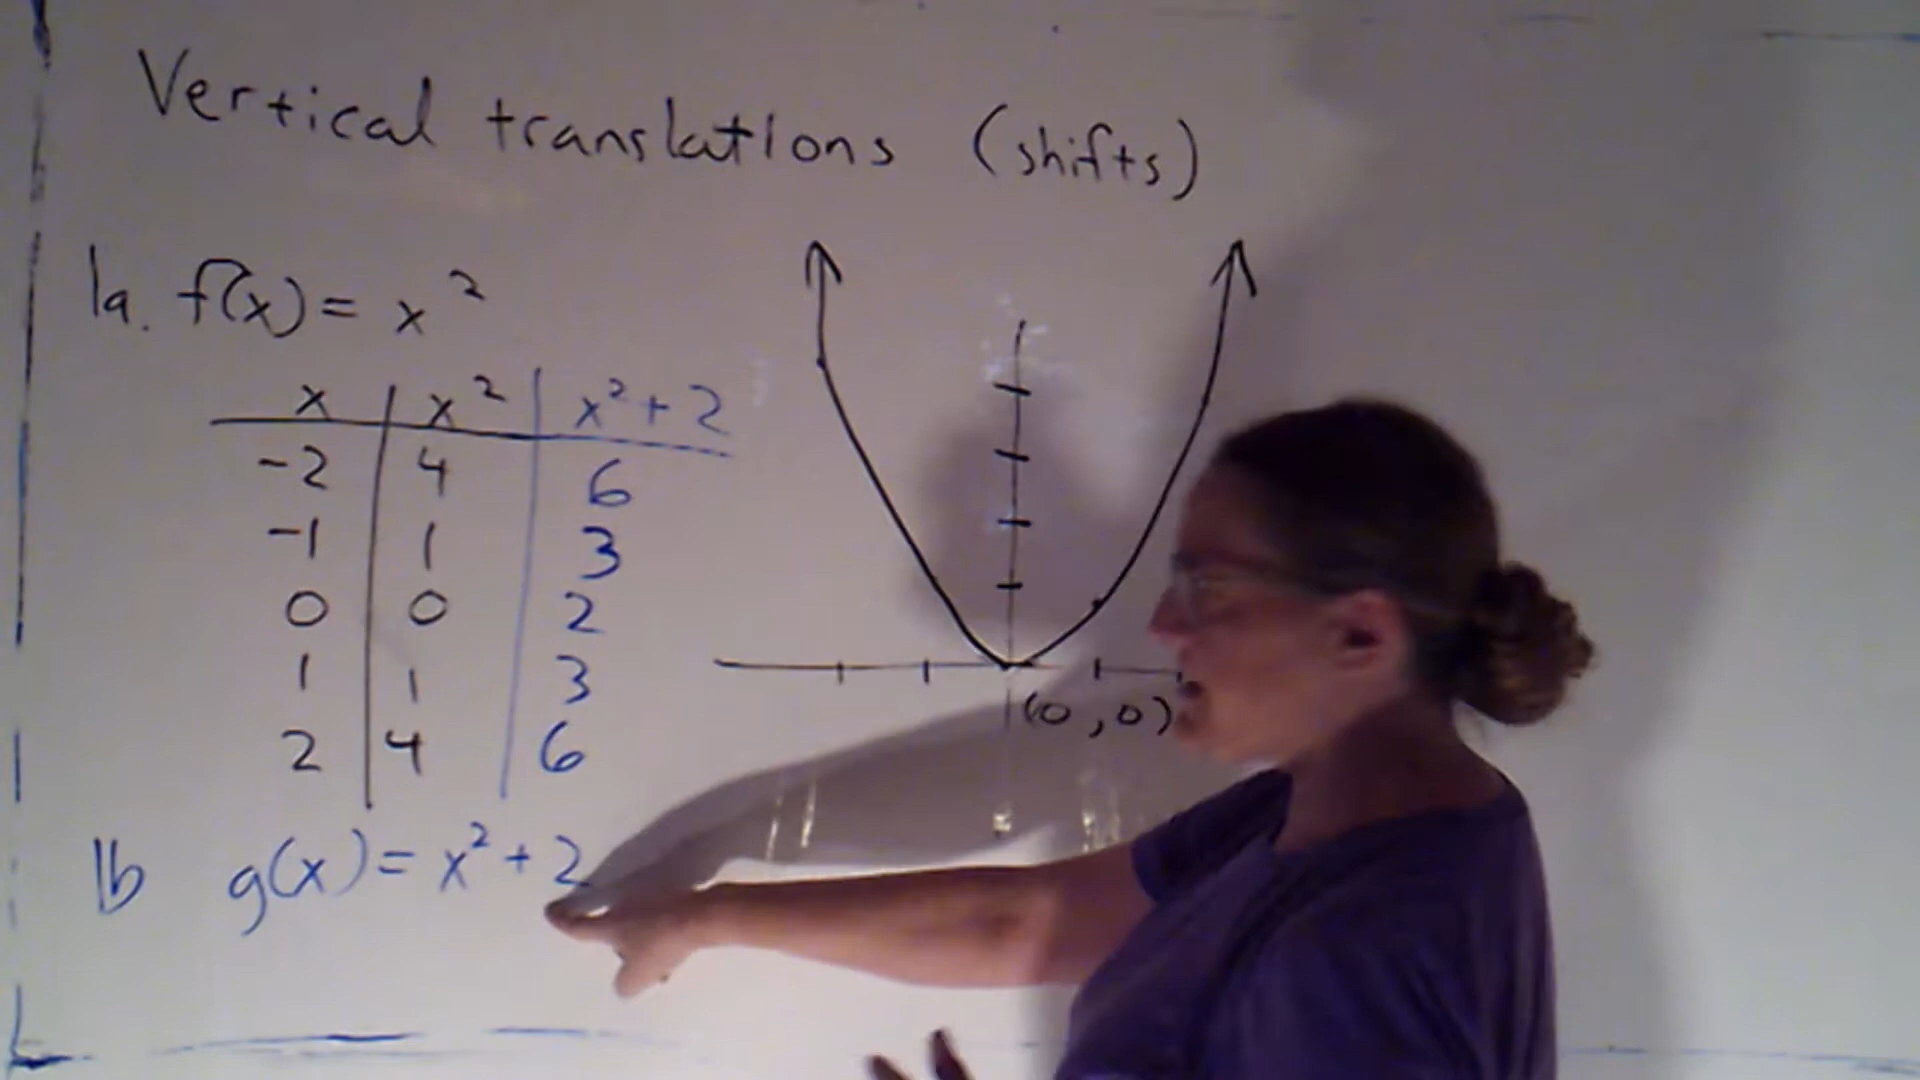 Vertical translations (shifts)
1a. f(x) = x²
x | x² | x² + 2
-2 | 4 | 6
-1 | 1 | 3
0 | 0 | 2
1 | 1 | 3
2 | 4 | 6
(0,0)
1b g(x) = x² + 2